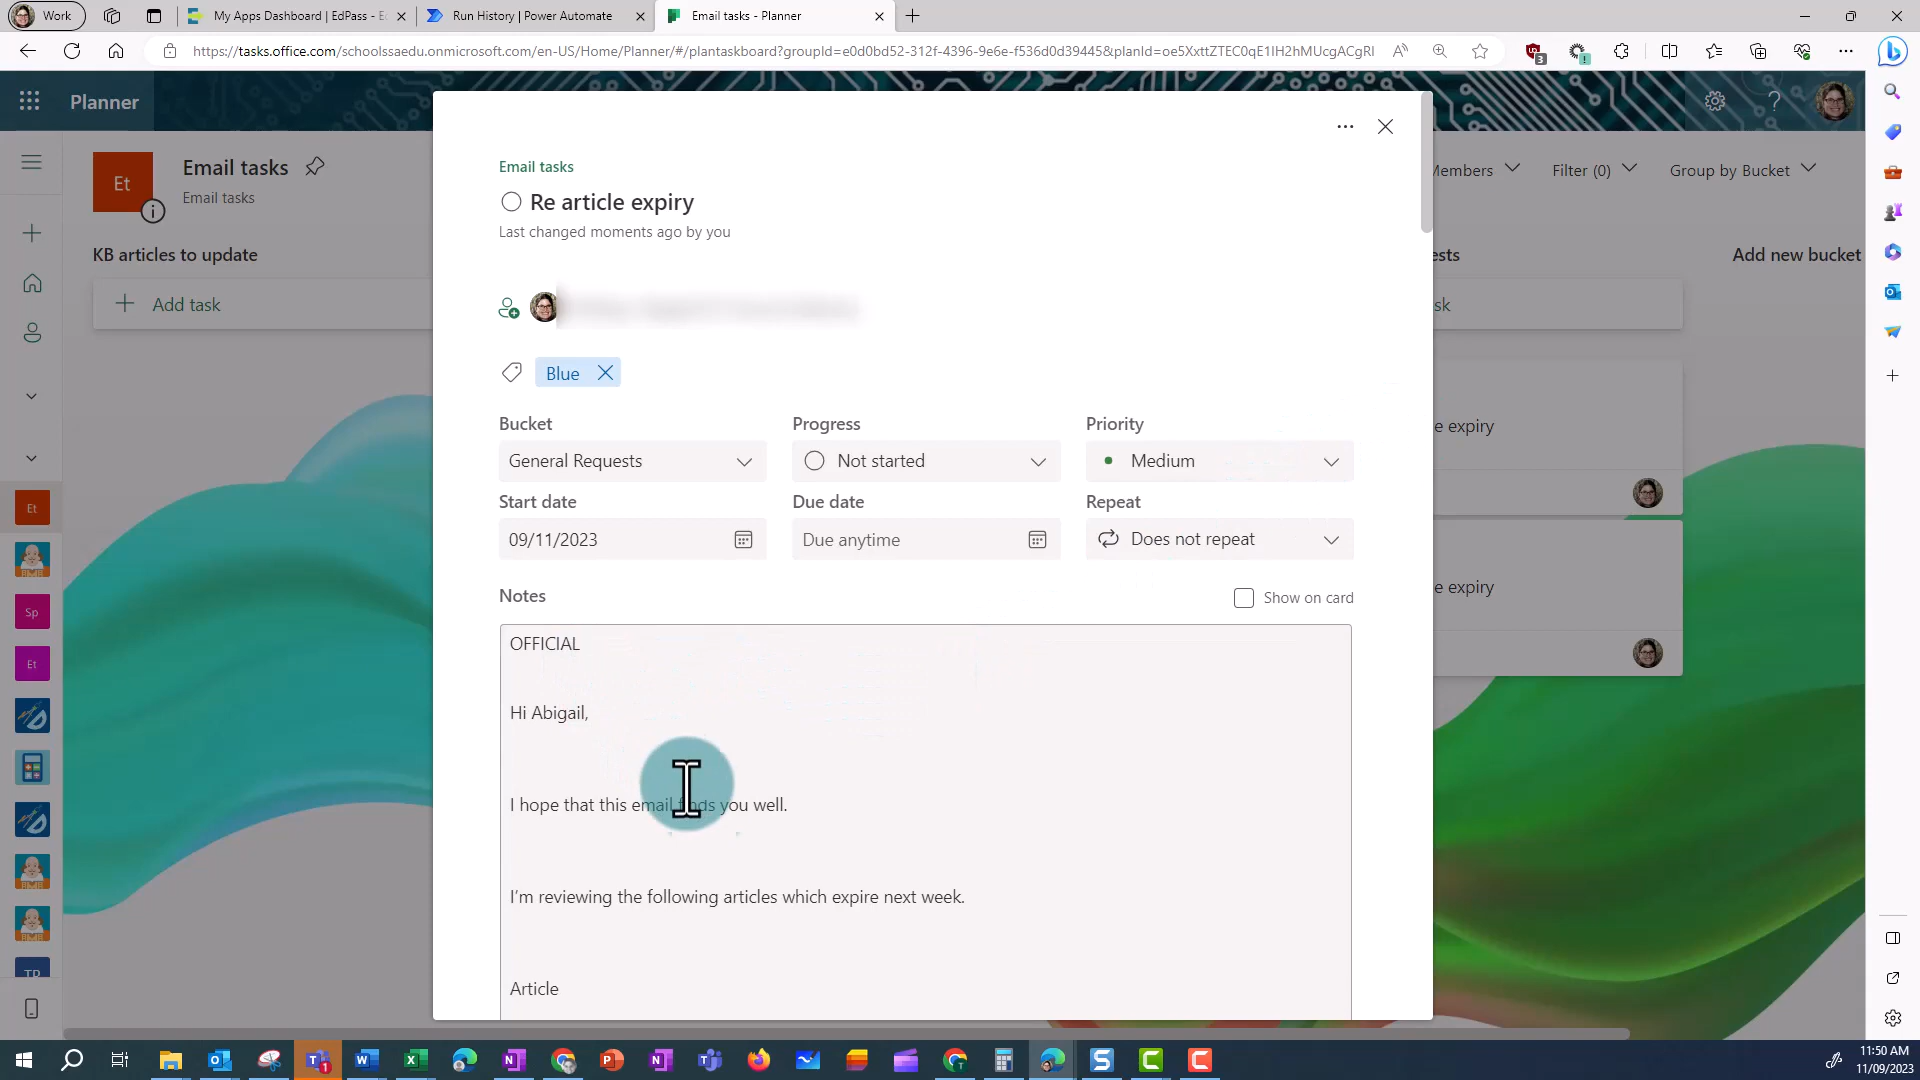 Work
My Apps Dashboard | EdPass - E
Run History | Power Automate
Email tasks - Planner
https://tasks.office.com/schoolssaedu.onmicrosoft.com/en-US/Home/Planner/#/plantaskboard?groupId=e0d0bd52-312f-4396-9e6e-f536d0d39445&planId=oe5XxttZTEC0qE1IH2hMUcgACgRl
Planner
Et
Email tasks
Email tasks
Members
Filter (0)
Group by Bucket
KB articles to update
Add task
ests
Add new bucket
sk
e expiry
e expiry
Email tasks
Re article expiry
Last changed moments ago by you
Blue
Bucket
Progress
Priority
General Requests
Not started
Medium
Start date
Due date
Repeat
09/11/2023
Due anytime
Does not repeat
Notes
Show on card
OFFICIAL
Hi Abigail,
I hope that this email finds you well.
I'm reviewing the following articles which expire next week.
Article
Et
Sp
Et
TP
11:50 AM
11/09/2023